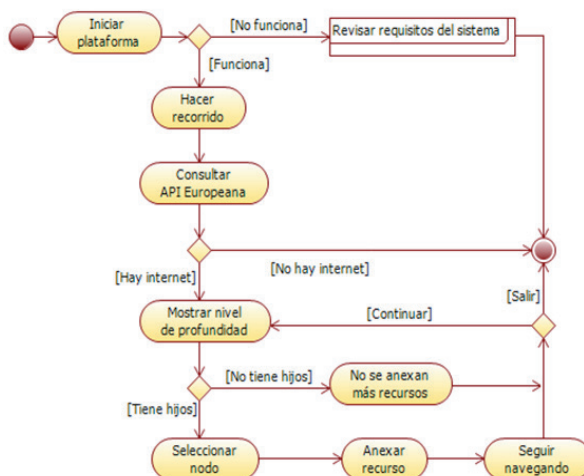 Iniciar
plataforma
[No funciona]
Revisar requisitos del sistema
[Funciona]
Hacer
recorrido
Consultar
API Europeana
[Hay internet]
[No hay internet]
[Salir]
Mostrar nivel
de profundidad
[Continuar]
[No tiene hijos]
No se anexan
más recursos
[Tiene hijos]
Seleccionar
nodo
Anexar
recurso
Seguir
navegando